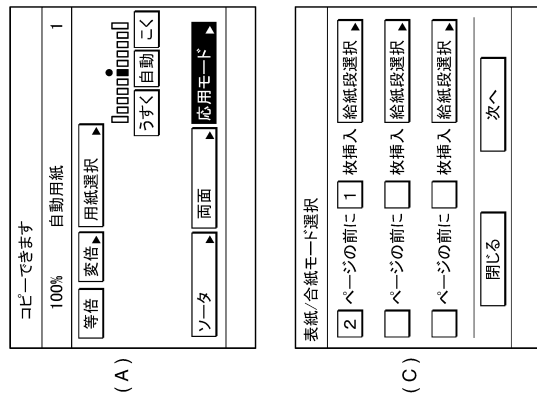 コピーできます
100% 自動用紙 1
等倍 変倍 用紙選択
うすく 自動 こく
ソータ 両面 応用モード
(A)
表紙/合紙モード選択
2 ページの前に 1 枚挿入 給紙段選択
ページの前に 枚挿入 給紙段選択
ページの前に 枚挿入 給紙段選択
閉じる 次へ
(C)